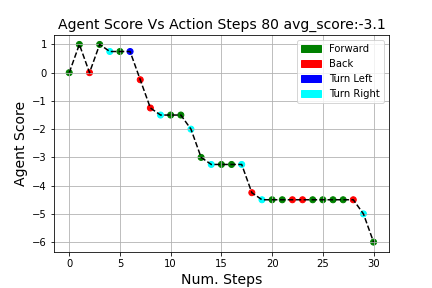 Agent Score Vs Action Steps 80 avg_score:-3.1
Agent Score
1
0
−1
−2
−3
−4
−5
−6
Forward
Back
Turn Left
Turn Right
0 5 10 15 20 25 30
Num. Steps